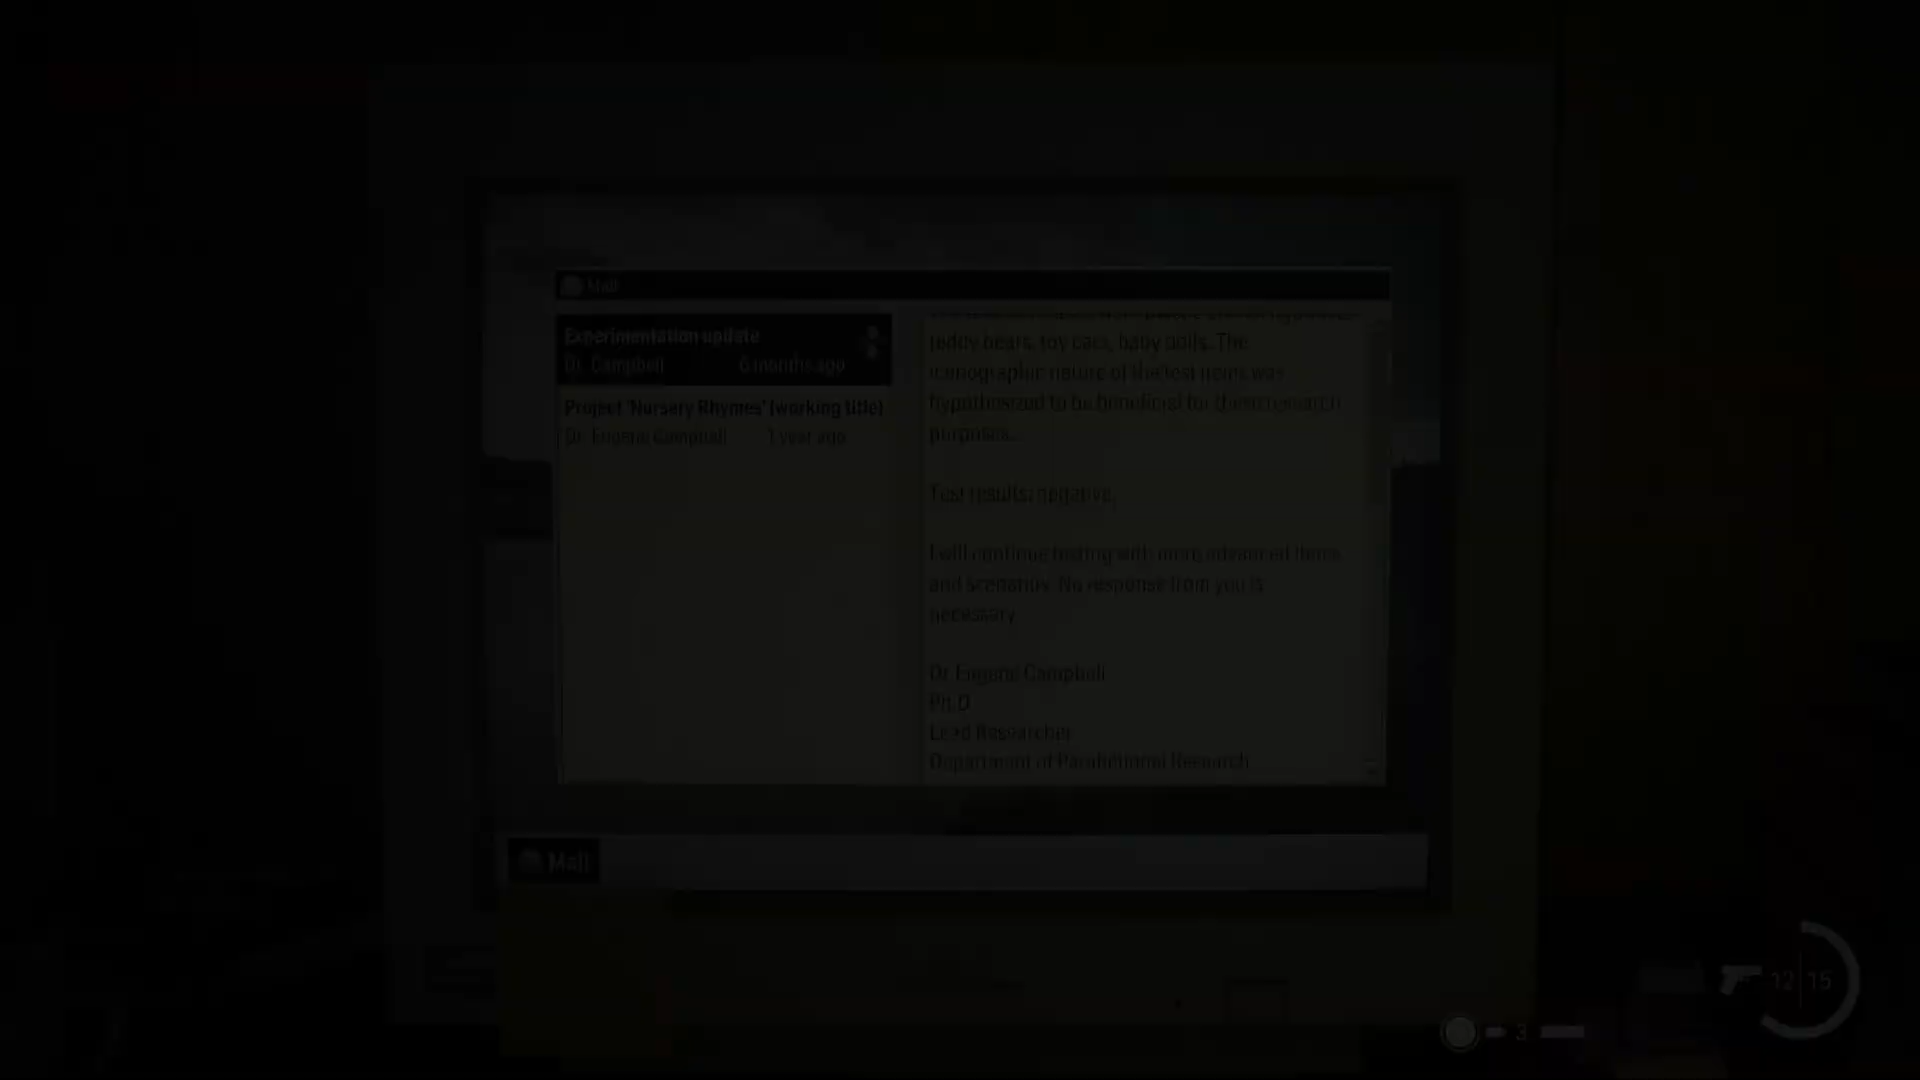 Mail
Experimentation update
Dr. Campbell 6 months ago
Project 'Nursery Rhymes' (working title)
Dr. Eugene Campbell 1 year ago
teddy bears, toy cars, baby dolls. The
iconographic nature of the test items was
hypothesized to be beneficial for them research
purposes...
Test results: negative.
I will continue testing with more advanced items
and scenarios. No response from you is
necessary.
Dr. Eugene Campbell
Ph.D
Lead Researcher
Department of Parafictional Research
Mail
12 15
3